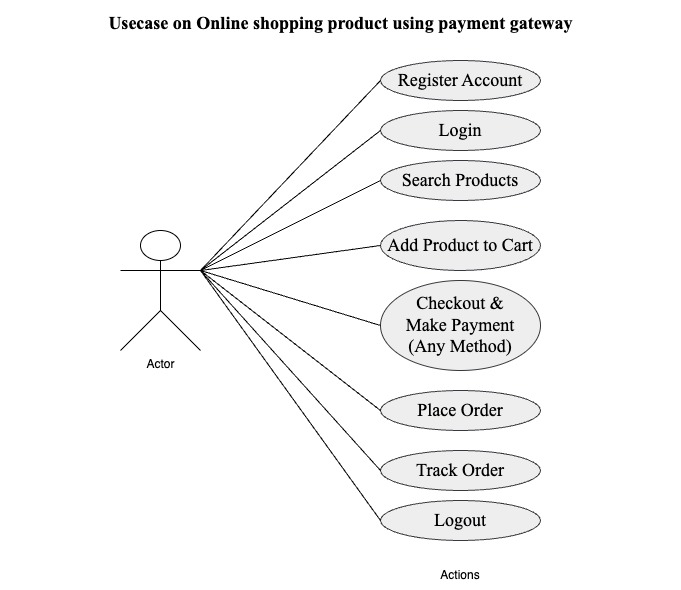 Usecase on Online shopping product using payment gateway
Register Account
Login
Search Products
Add Product to Cart
Checkout &
Make Payment
(Any Method)
Actor
Place Order
Track Order
Logout
Actions